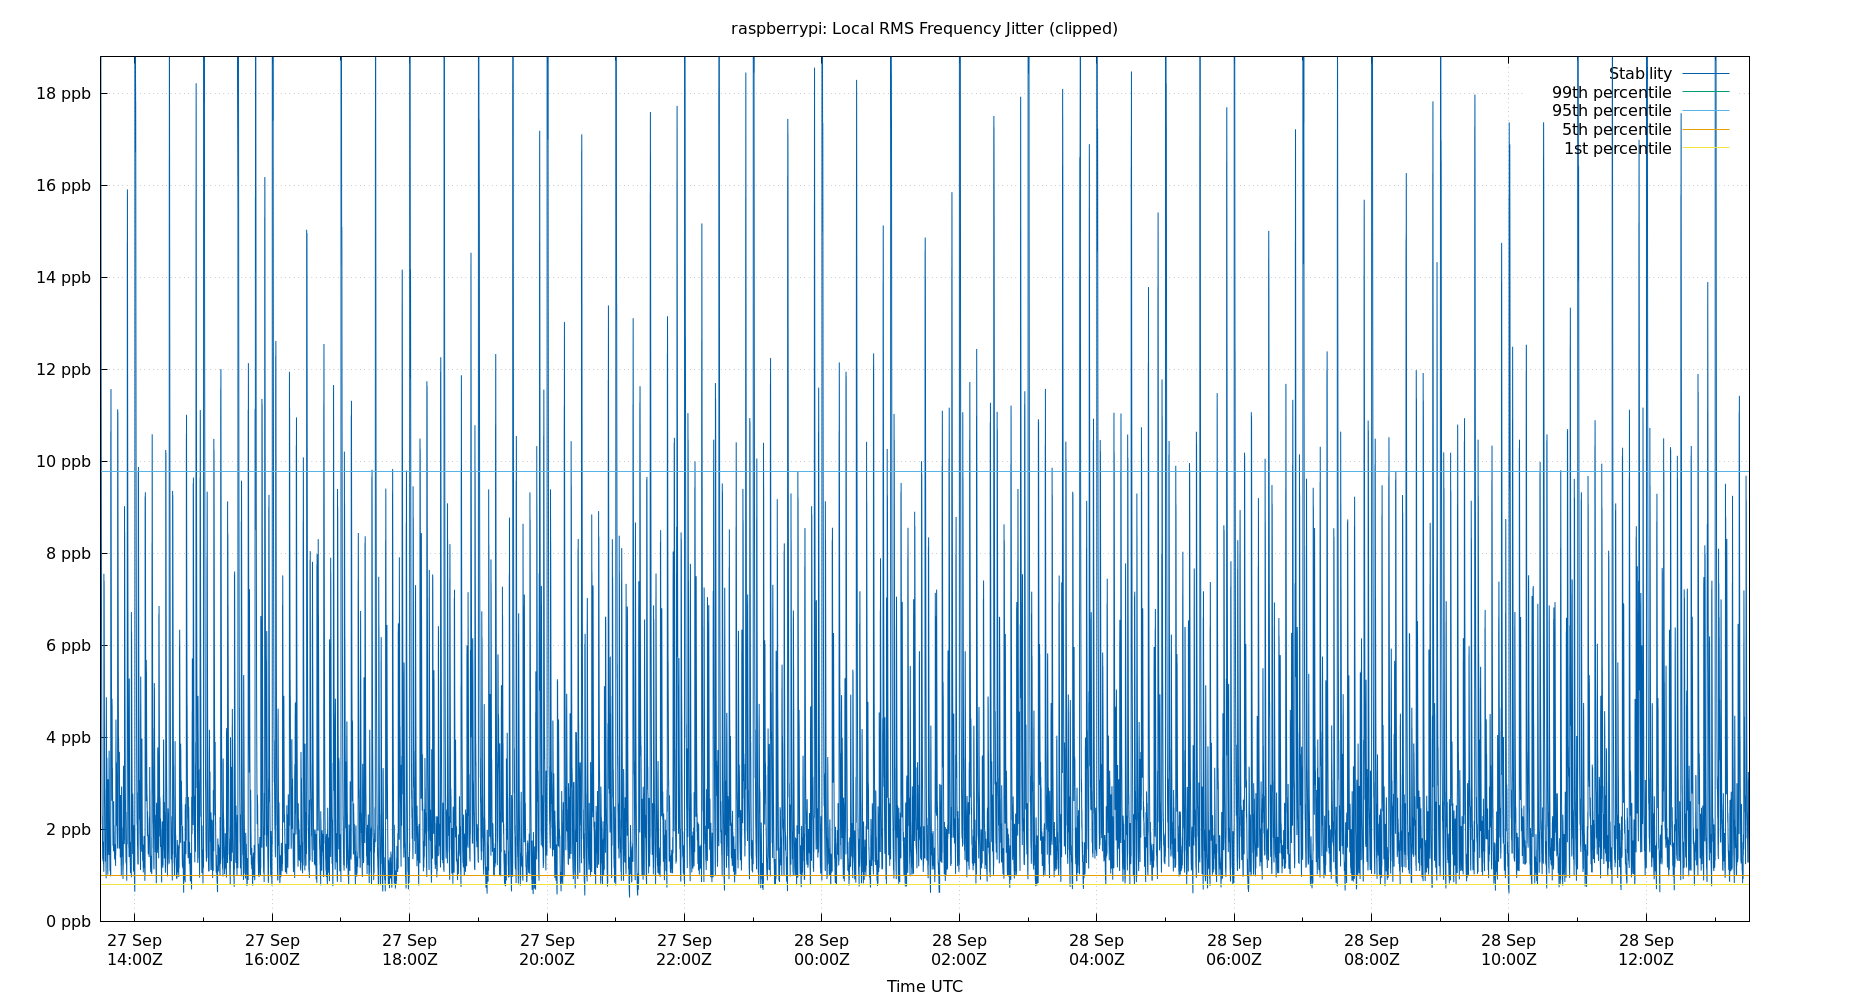 raspberrypi: Local RMS Frequency Jitter (clipped)
Stability
99th percentile
95th percentile
5th percentile
1st percentile
18 ppb
16 ppb
14 ppb
12 ppb
10 ppb
8 ppb
6 ppb
4 ppb
2 ppb
0 ppb
27 Sep 27 Sep 27 Sep 27 Sep 27 Sep 28 Sep 28 Sep 28 Sep 28 Sep 28 Sep 28 Sep 28 Sep
14:00Z 16:00Z 18:00Z 20:00Z 22:00Z 00:00Z 02:00Z 04:00Z 06:00Z 08:00Z 10:00Z 12:00Z
Time UTC